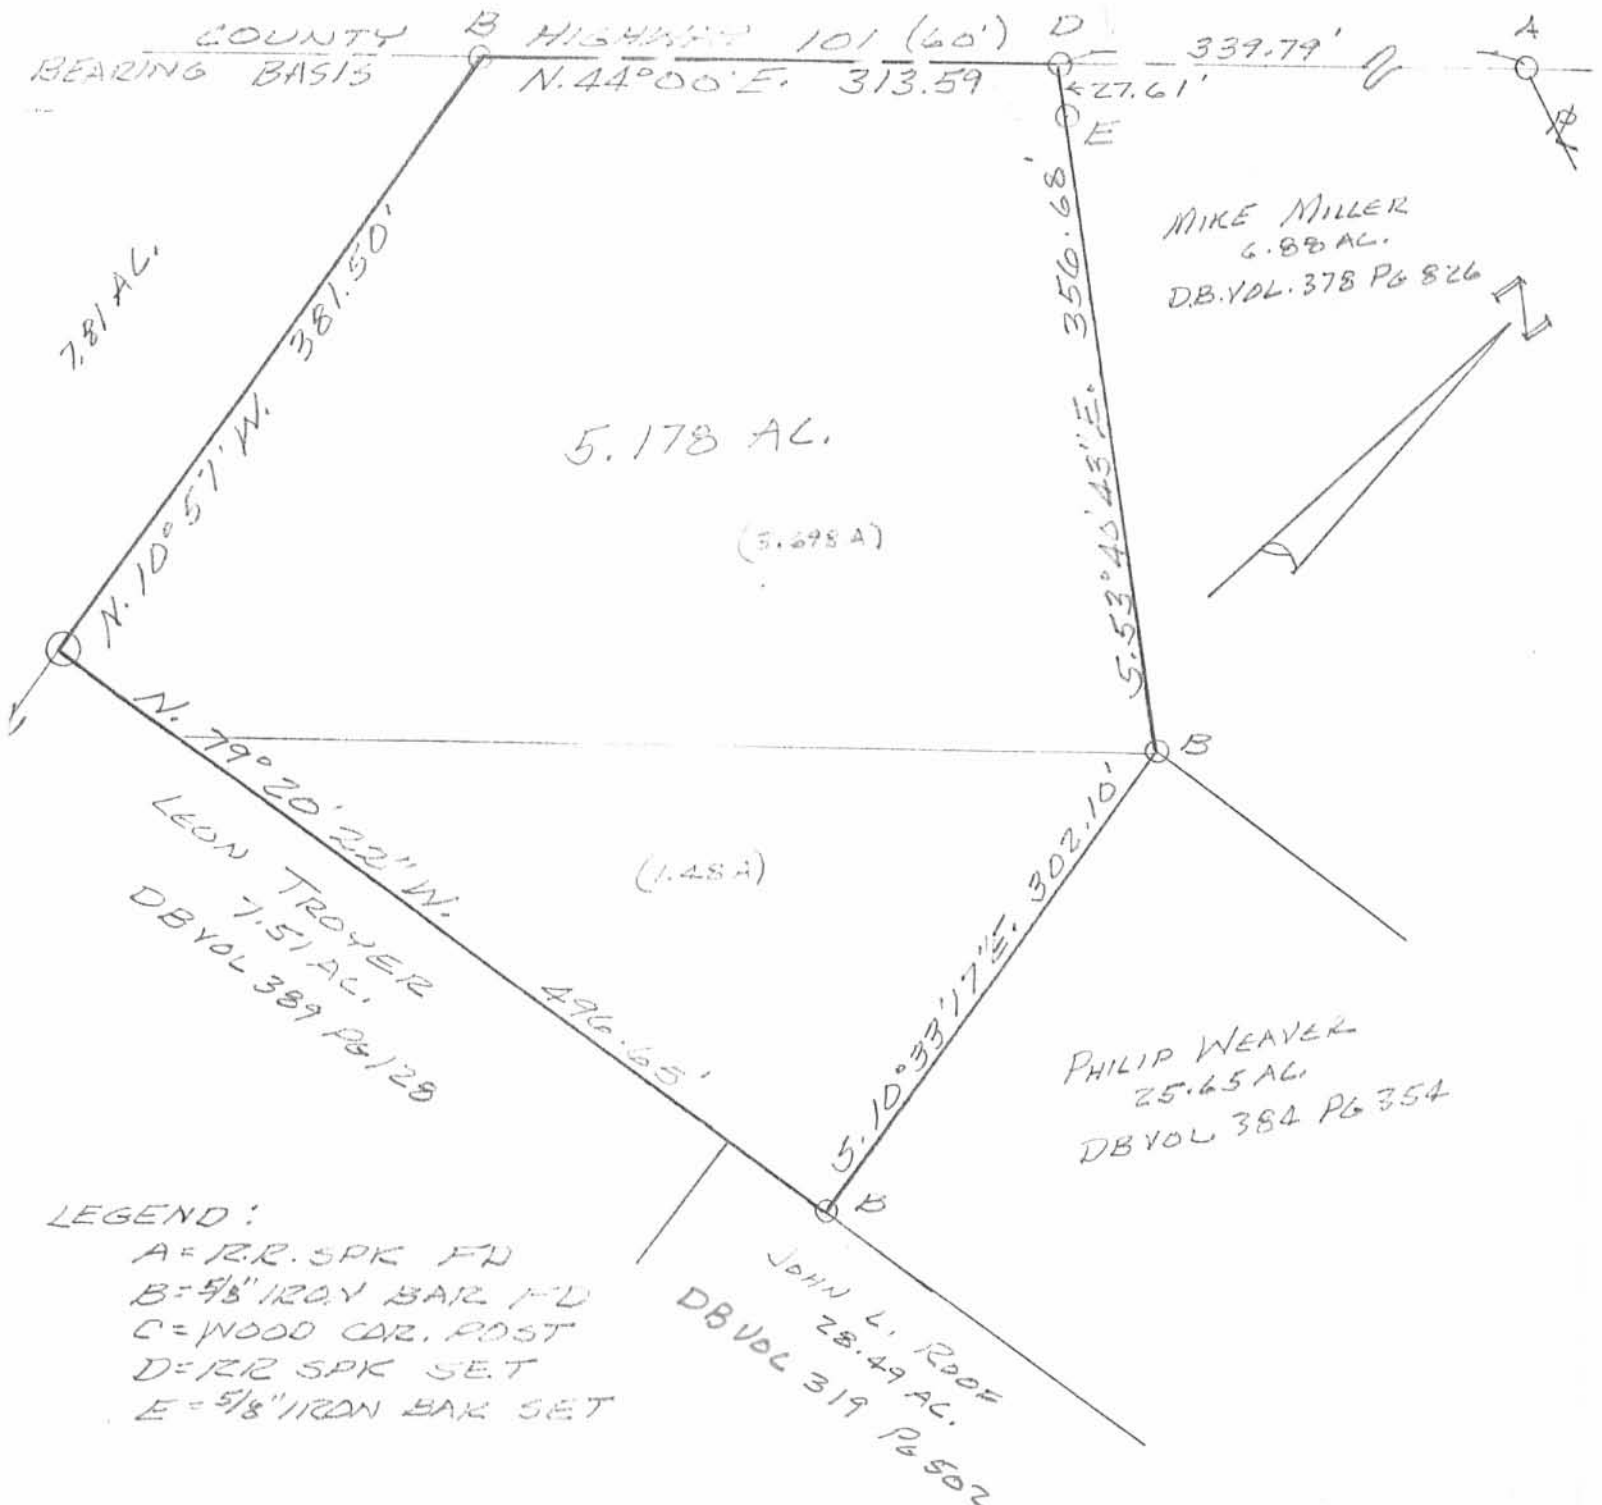 COUNTY B HIGHWAY 101 (60') D 339.79' A
BEARING BASIS N.44°00'E. 313.59 27.61'
E
MIKE MILLER
6.88 AC.
D.B.VOL.378 PG 826
N
7.81 AC.
N.10°57'W. 381.50'
5.178 AC.
(3.698 A)
S.53°40'43"E. 356.68'
B
N.79°20'22"W. 496.65'
LEON TROYER
7.51 AC.
DB VOL 389 PG 128
(1.48 A)
S.10°33'17"E. 302.10'
PHILIP WEAVER
25.65 AC.
DB VOL 384 PG 354
B
JOHN L. ROOF
28.49 AC.
DB VOL 319 PG 502
LEGEND:
A=R.R. SPK FD
B=5/8" IRON BAR FD
C=WOOD COR. POST
D=RR SPK SET
E=5/8" IRON BAR SET